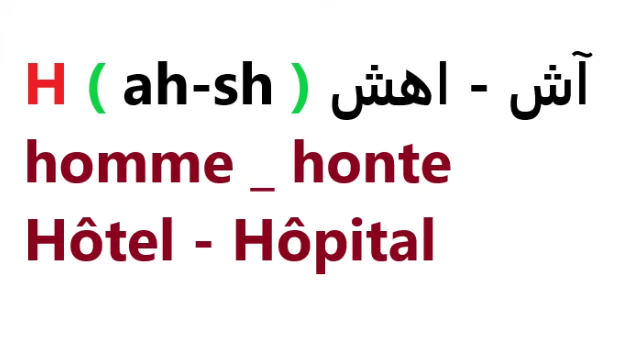 H ( ah-sh ) اهش - آش
homme _ honte
Hôtel - Hôpital